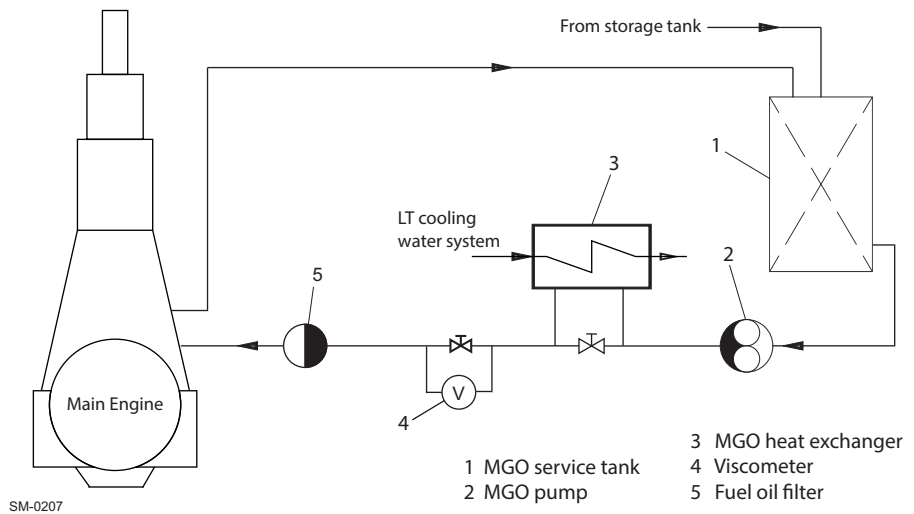 From storage tank
1
3
LT cooling
water system
2
5
Main Engine
V
4
1 MGO service tank
2 MGO pump
3 MGO heat exchanger
4 Viscometer
5 Fuel oil filter
SM-0207